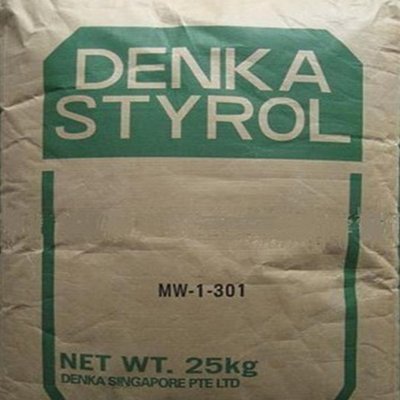 DENKA
STYROL
MW-1-301
NET WT. 25kg
DENKA SINGAPORE PTE LTD